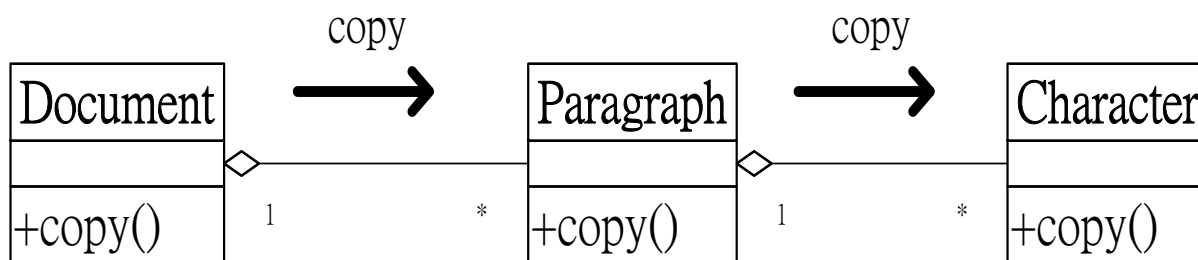 copy copy
Document Paragraph Character
+copy() 1 * +copy() 1 * +copy()